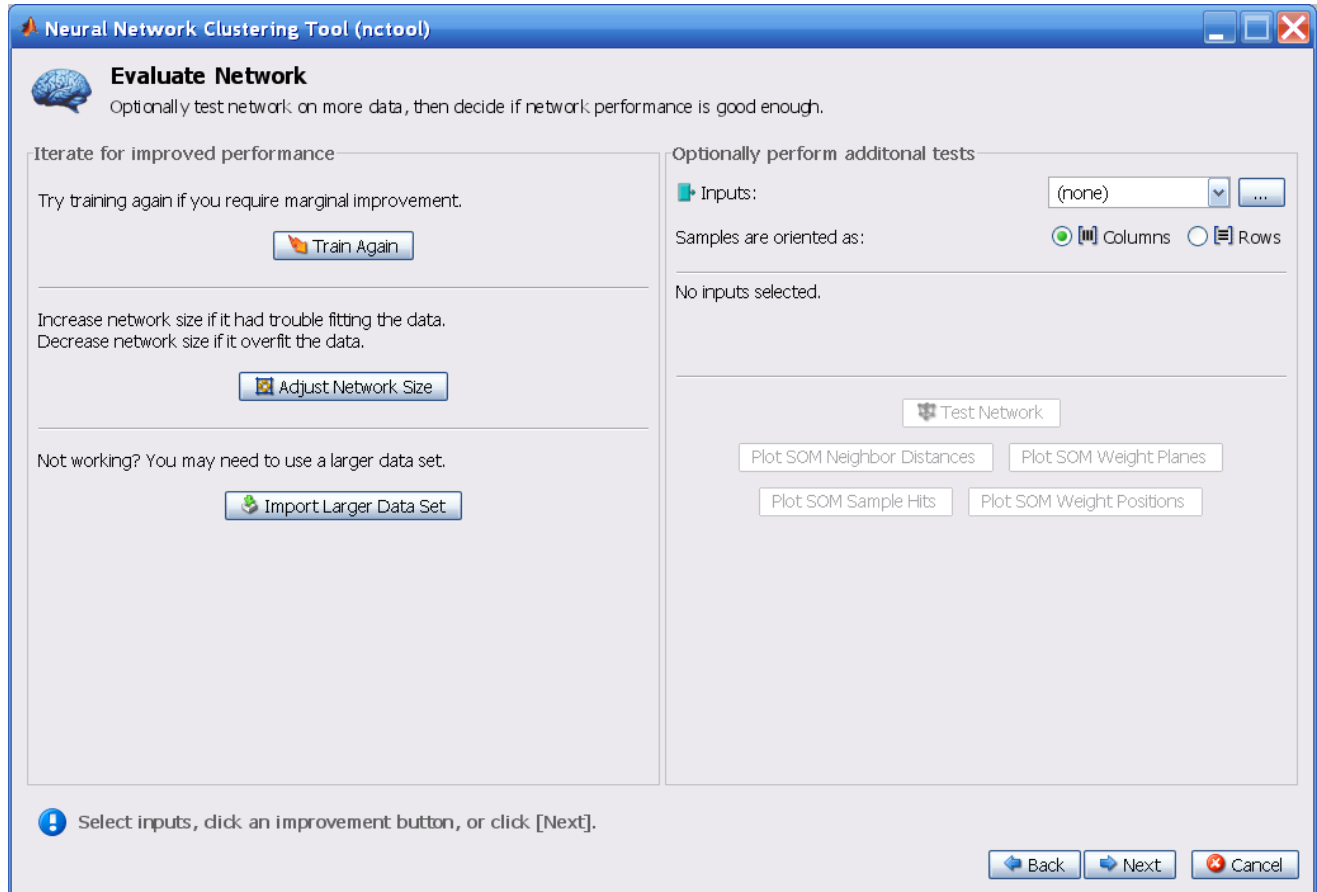 Neural Network Clustering Tool (nctool)
Evaluate Network
Optionally test network on more data, then decide if network performance is good enough.
Iterate for improved performance
Try training again if you require marginal improvement.
Train Again
Increase network size if it had trouble fitting the data.
Decrease network size if it overfit the data.
Adjust Network Size
Not working? You may need to use a larger data set.
Import Larger Data Set
Optionally perform additonal tests
Inputs: (none) ...
Samples are oriented as: Columns Rows
No inputs selected.
Test Network
Plot SOM Neighbor Distances Plot SOM Weight Planes
Plot SOM Sample Hits Plot SOM Weight Positions
Select inputs, click an improvement button, or click [Next].
Back Next Cancel